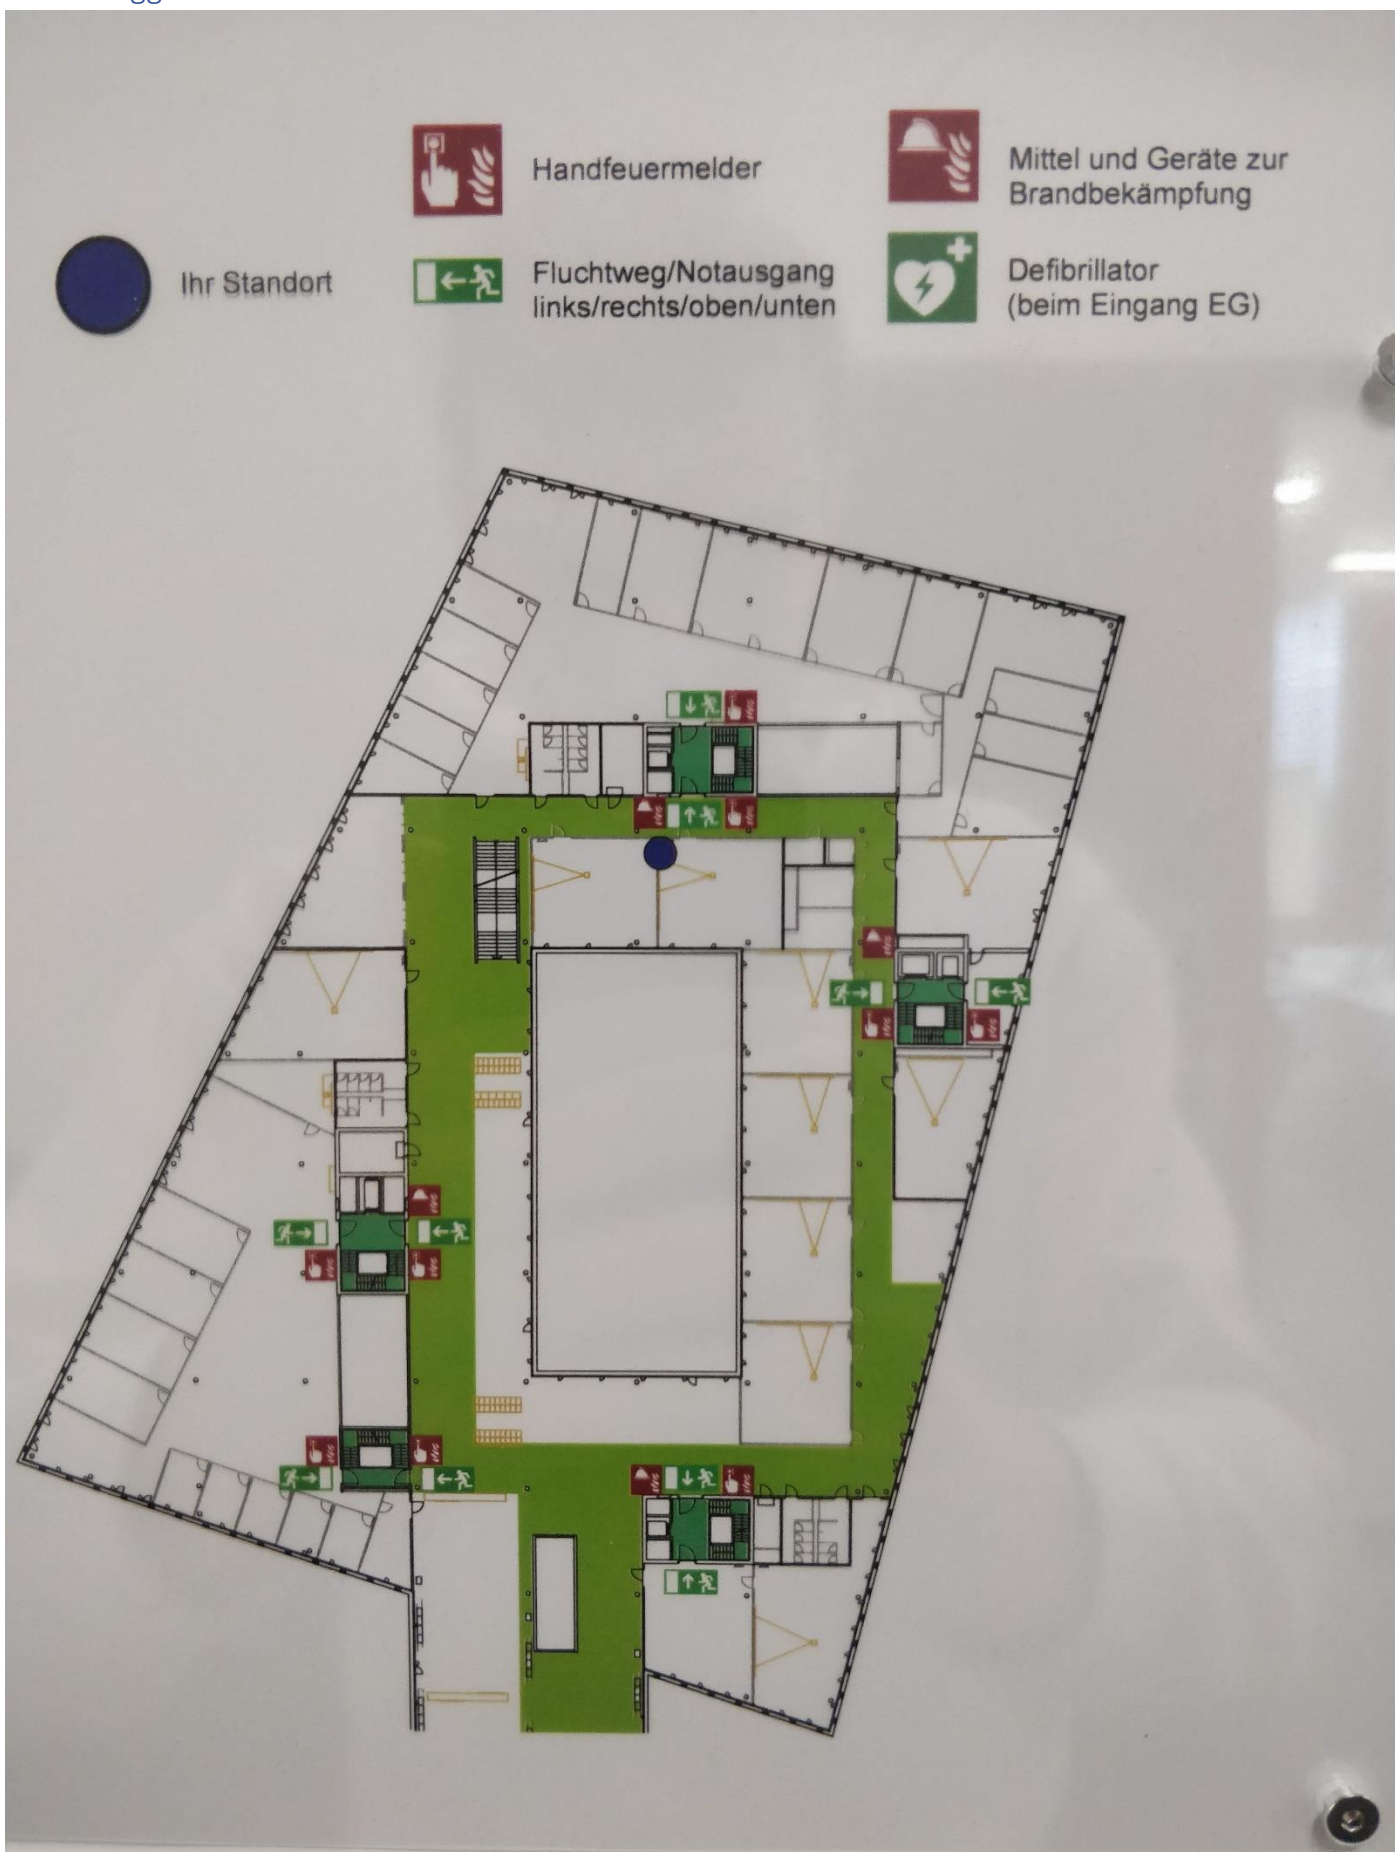 Handfeuermelder
Mittel und Geräte zur
Brandbekämpfung
Ihr Standort
Fluchtweg/Notausgang
links/rechts/oben/unten
Defibrillator
(beim Eingang EG)